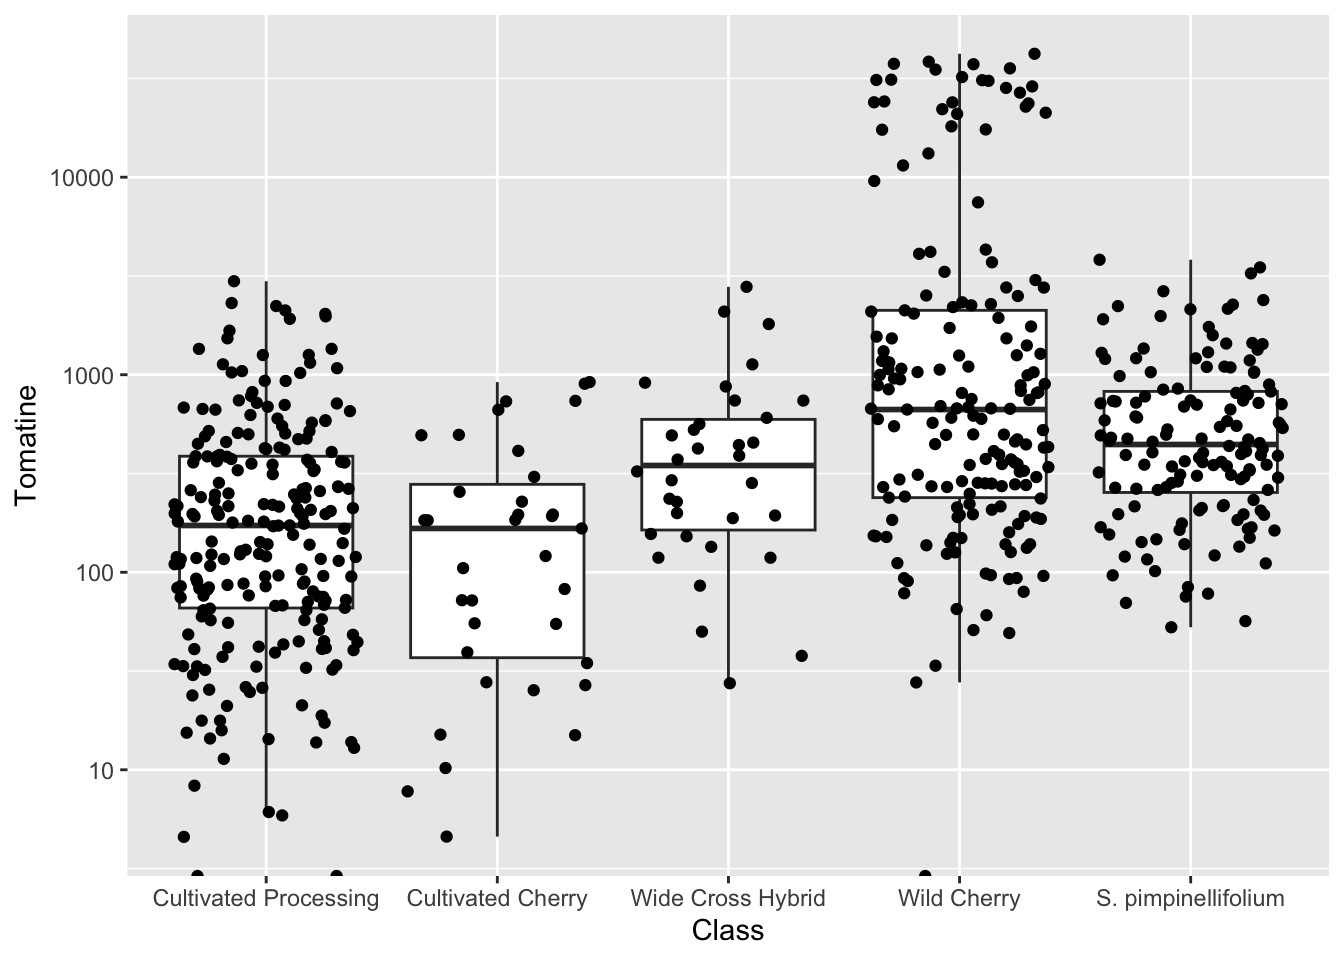 Tomatine
10000
1000
100
10
Cultivated Processing
Cultivated Cherry
Wide Cross Hybrid
Wild Cherry
S. pimpinellifolium
Class